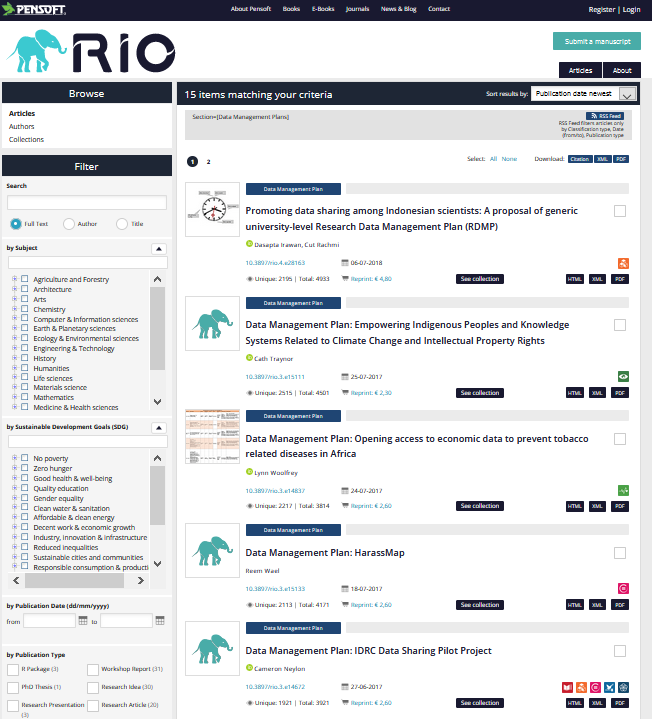 PENSOFT.
About Pensoft Books E-Books Journals News & Blog Contact
Register | Login
RIO
Submit a manuscript
Articles About
Browse
Articles
Authors
Collections
Filter
Search
Full Text Author Title
by Subject
Agriculture and Forestry
Architecture
Arts
Chemistry
Computer & Information sciences
Earth & Planetary sciences
Ecology & Environmental sciences
Engineering & Technology
History
Humanities
Life sciences
Materials science
Mathematics
Medicine & Health sciences
by Sustainable Development Goals (SDG)
No poverty
Zero hunger
Good health & well-being
Quality education
Gender equality
Clean water & sanitation
Affordable & clean energy
Decent work & economic growth
Industry, innovation & infrastructure
Reduced inequalities
Sustainable cities and communities
Responsible consumption & producti
by Publication Date (dd/mm/yyyy)
from to
by Publication Type
R Package (3) Workshop Report (31)
PhD Thesis (1) Research Idea (30)
Research Presentation (3) Research Article (20)
15 items matching your criteria
Sort results by: Publication date newest
Section=[Data Management Plans]
RSS Feed
RSS Feed filters articles only
by Classification type, Date
(from/to), Publication type
1 2
Select: All None Download: Citation XML PDF
Data Management Plan
Promoting data sharing among Indonesian scientists: A proposal of generic
university-level Research Data Management Plan (RDMP)
Dasapta Irawan, Cut Rachmi
10.3897/rio.4.e28163 06-07-2018
Unique: 2195 | Total: 4933 Reprint: € 4,80 See collection HTML XML PDF
Data Management Plan
Data Management Plan: Empowering Indigenous Peoples and Knowledge
Systems Related to Climate Change and Intellectual Property Rights
Cath Traynor
10.3897/rio.3.e15111 25-07-2017
Unique: 2515 | Total: 4501 Reprint: € 2,30 See collection HTML XML PDF
Data Management Plan
Data Management Plan: Opening access to economic data to prevent tobacco
related diseases in Africa
Lynn Woolfrey
10.3897/rio.3.e14837 24-07-2017
Unique: 2217 | Total: 3814 Reprint: € 2,60 See collection HTML XML PDF
Data Management Plan
Data Management Plan: HarassMap
Reem Wael
10.3897/rio.3.e15133 18-07-2017
Unique: 2113 | Total: 4171 Reprint: € 2,60 See collection HTML XML PDF
Data Management Plan
Data Management Plan: IDRC Data Sharing Pilot Project
Cameron Neylon
10.3897/rio.3.e14672 27-06-2017
Unique: 1921 | Total: 3921 Reprint: € 2,60 See collection HTML XML PDF